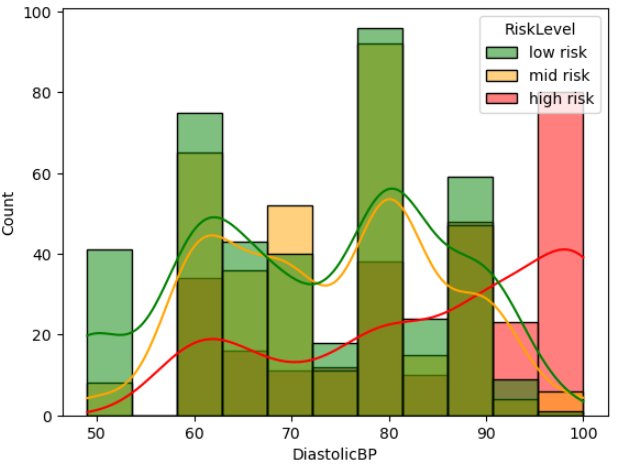 RiskLevel
low risk
mid risk
high risk
100
80
60
40
20
0
Count
50 60 70 80 90 100
DiastolicBP